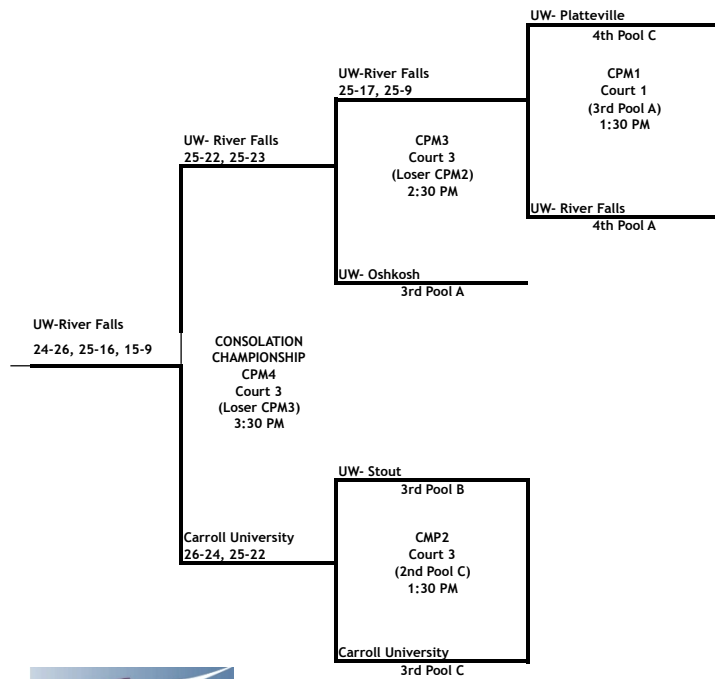 UW- Platteville
4th Pool C
CPM1
Court 1
(3rd Pool A)
1:30 PM
UW- River Falls
4th Pool A
UW-River Falls
25-17, 25-9
CPM3
Court 3
(Loser CPM2)
2:30 PM
UW- Oshkosh
3rd Pool A
UW- River Falls
25-22, 25-23
CONSOLATION
CHAMPIONSHIP
CPM4
Court 3
(Loser CPM3)
3:30 PM
UW-River Falls
24-26, 25-16, 15-9
UW- Stout
3rd Pool B
CMP2
Court 3
(2nd Pool C)
1:30 PM
Carroll University
26-24, 25-22
Carroll University
3rd Pool C